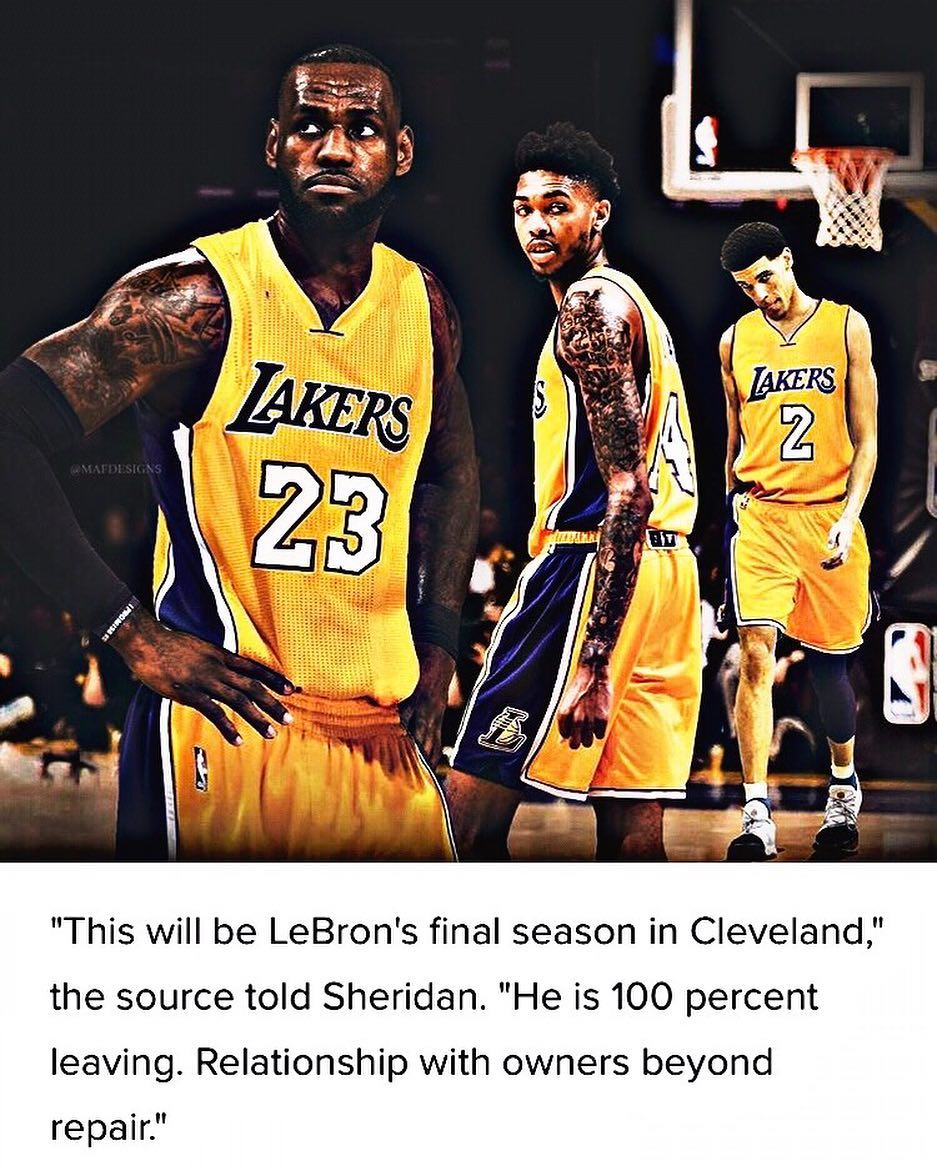 LAKERS
23
@MAFDESIGNS
S
4
LAKERS
2
L
"This will be LeBron's final season in Cleveland,"
the source told Sheridan. "He is 100 percent
leaving. Relationship with owners beyond
repair."